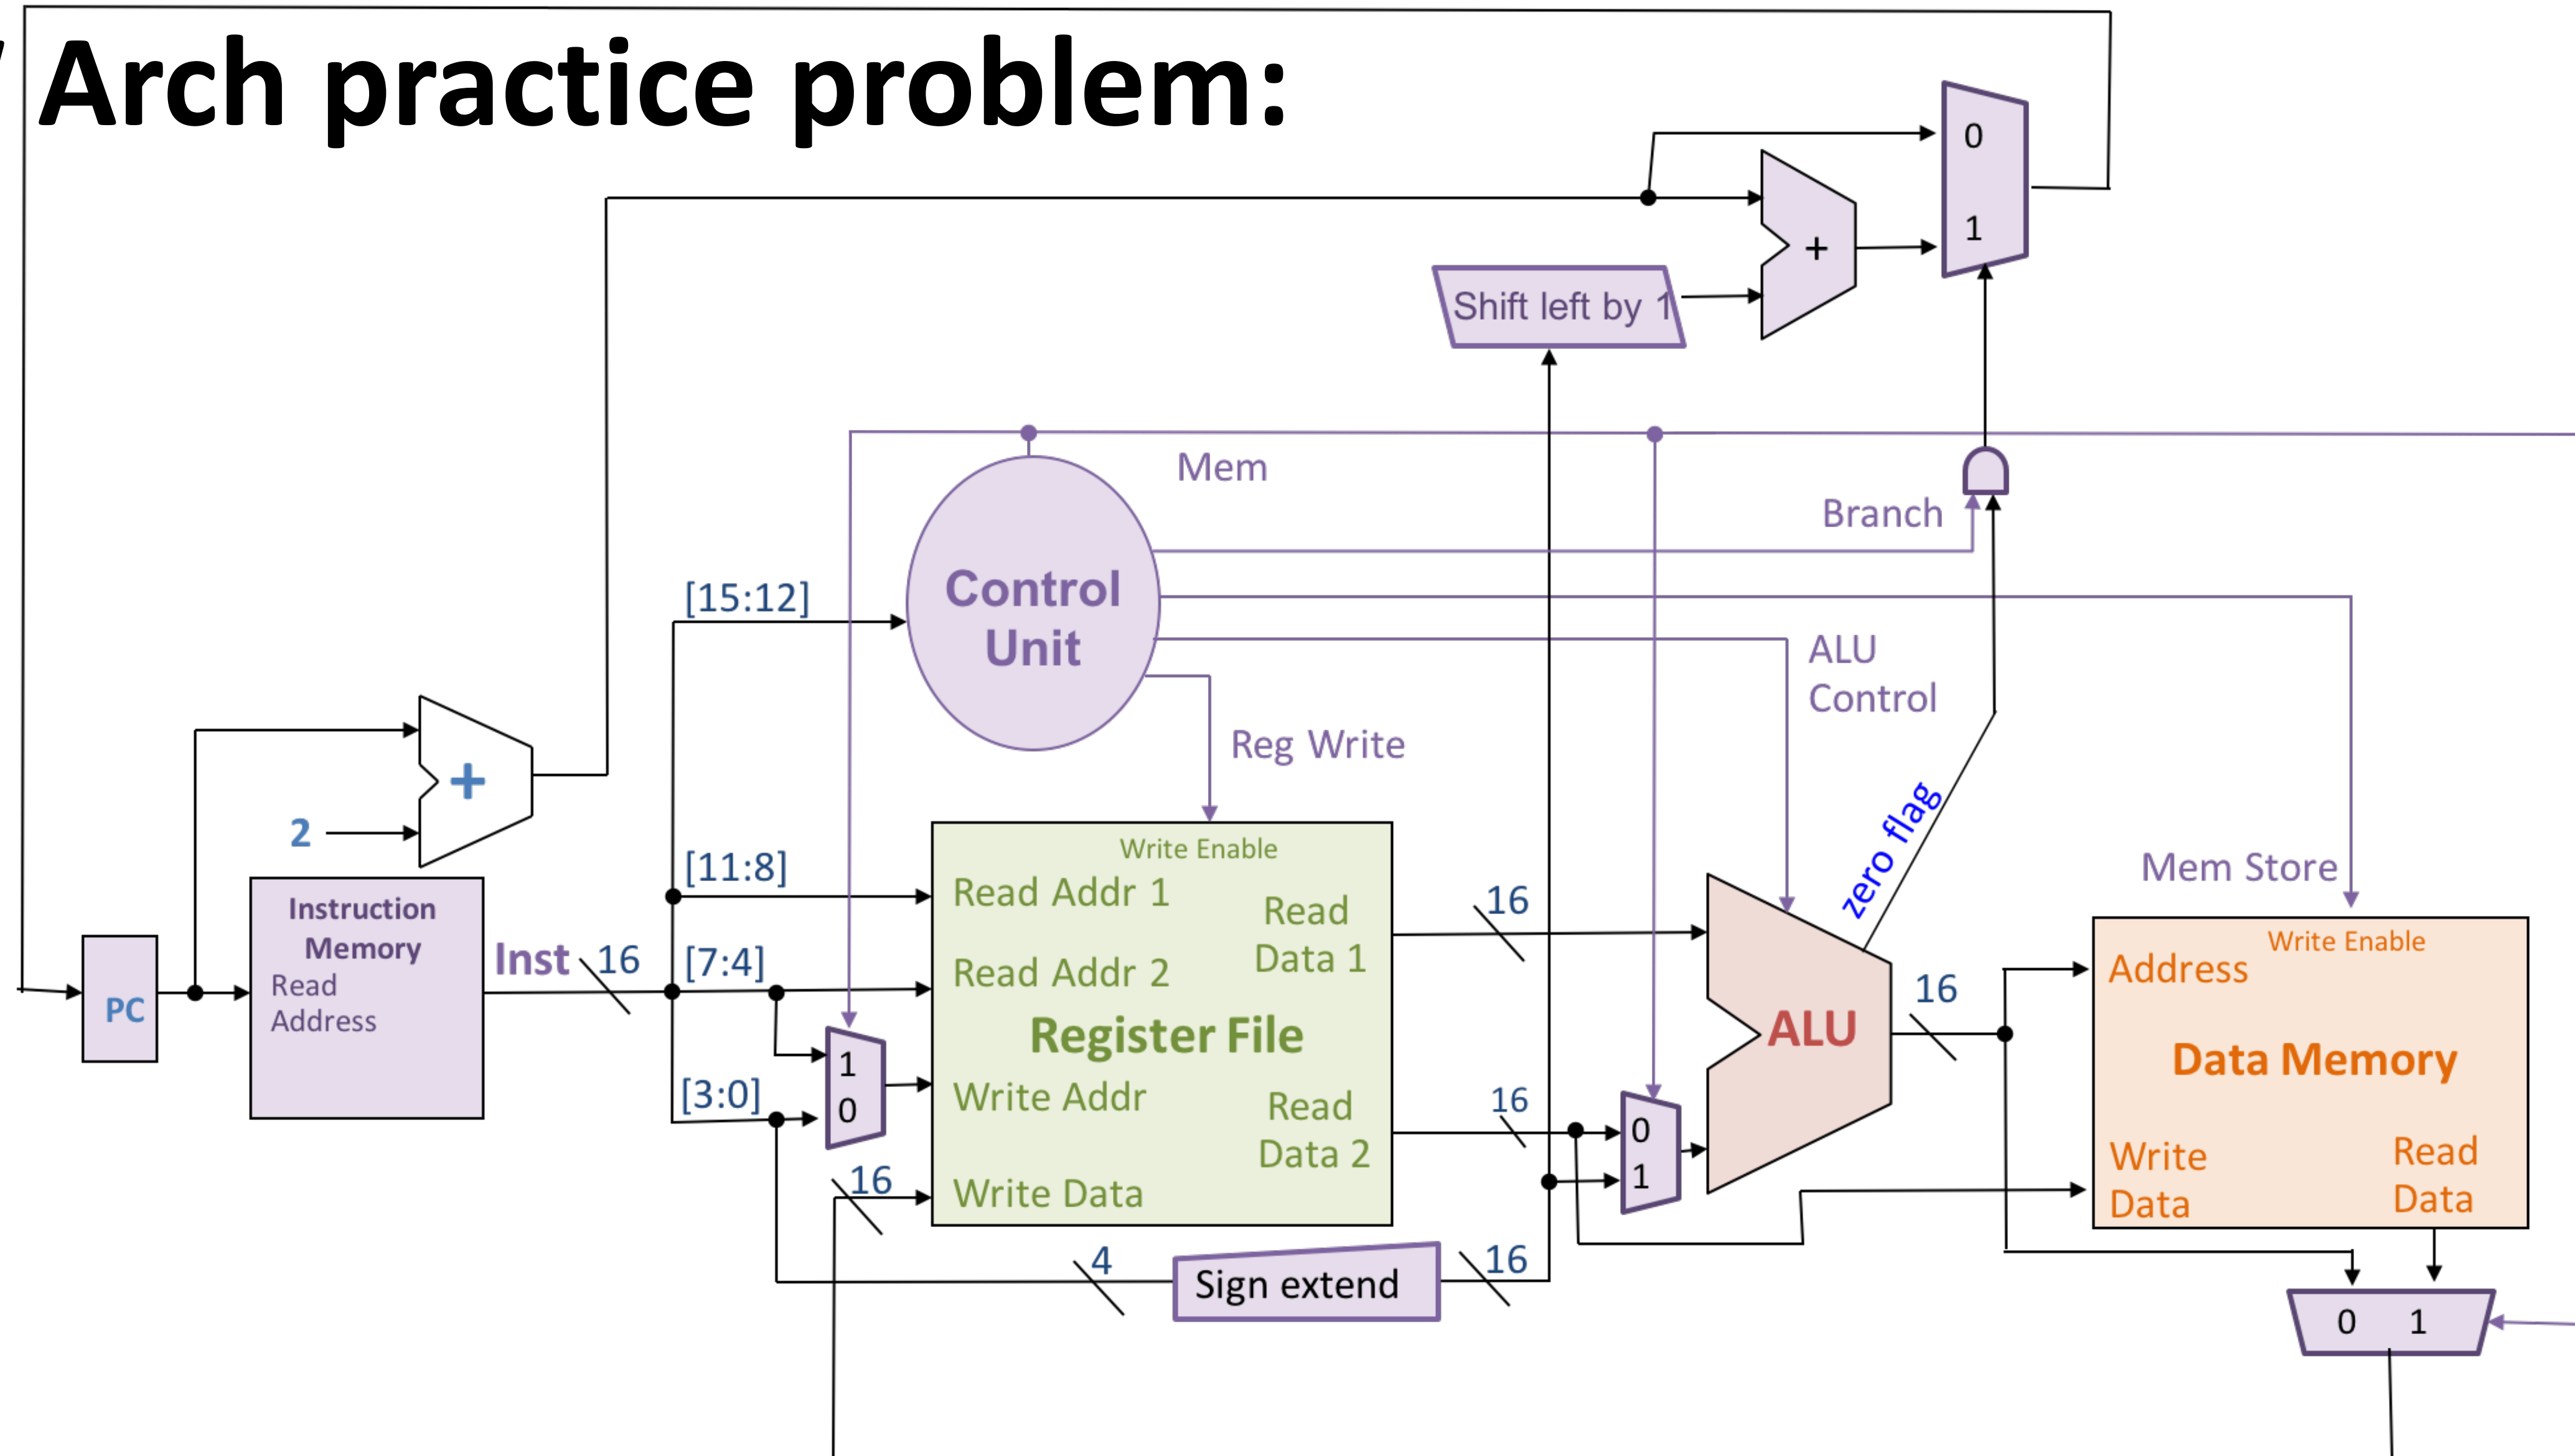 Arch practice problem:
0
1
+
Shift left by 1
Mem
Branch
Control
Unit
[15:12]
ALU
Control
Reg Write
+
2
zero flag
Mem Store
[11:8]
Write Enable
Read Addr 1
Read
Data 1
16
Instruction
Memory
Read
Address
PC
Inst
16
[7:4]
Read Addr 2
Register File
1
0
[3:0]
Write Addr
Read
Data 2
16
Write Data
16
0
1
ALU
16
Write Enable
Address
Data Memory
Write
Data
Read
Data
4
Sign extend
16
0 1